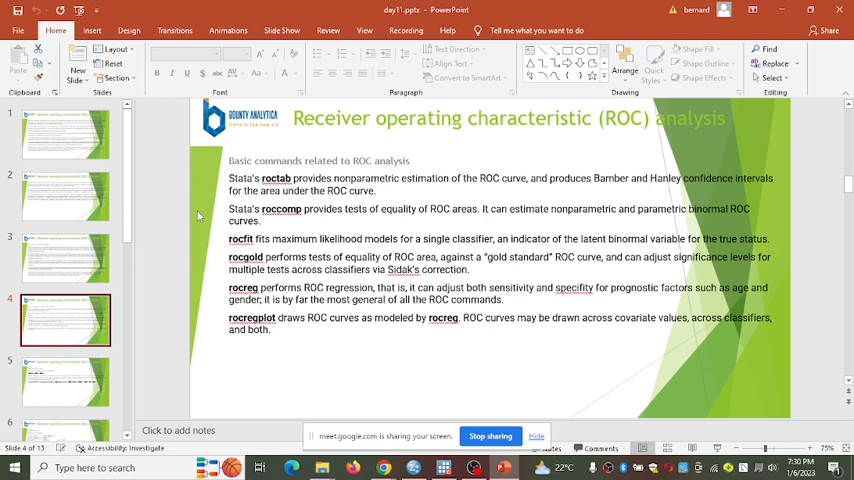 day11.pptx - PowerPoint
bernard
File Home Insert Design Transitions Animations Slide Show Review View Recording Help Tell me what you want to do Share
Paste
Clipboard
New
Slide
Layout
Reset
Section
Slides
B I U S abc AV Aa A
Font
Text Direction
Align Text
Convert to SmartArt
Paragraph
Arrange
Quick
Styles
Shape Fill
Shape Outline
Shape Effects
Drawing
Find
Replace
Select
Editing
1
2
3
4
5
6
BOUNTY ANALYTICA
Data is the new oil
Receiver operating characteristic (ROC) analysis
Basic commands related to ROC analysis
Stata's roctab provides nonparametric estimation of the ROC curve, and produces Bamber and Hanley confidence intervals
for the area under the ROC curve.
Stata's roccomp provides tests of equality of ROC areas. It can estimate nonparametric and parametric binormal ROC
curves.
rocfit fits maximum likelihood models for a single classifier, an indicator of the latent binormal variable for the true status.
rocgold performs tests of equality of ROC area, against a "gold standard" ROC curve, and can adjust significance levels for
multiple tests across classifiers via Sidak's correction.
rocreg performs ROC regression, that is, it can adjust both sensitivity and specifity for prognostic factors such as age and
gender; it is by far the most general of all the ROC commands.
rocregplot draws ROC curves as modeled by rocreg. ROC curves may be drawn across covariate values, across classifiers,
and both.
Click to add notes
meet.google.com is sharing your screen. Stop sharing Hide
Slide 4 of 13 Accessibility: Investigate Notes Comments 75%
Type here to search
22°C
7:30 PM
1/6/2023